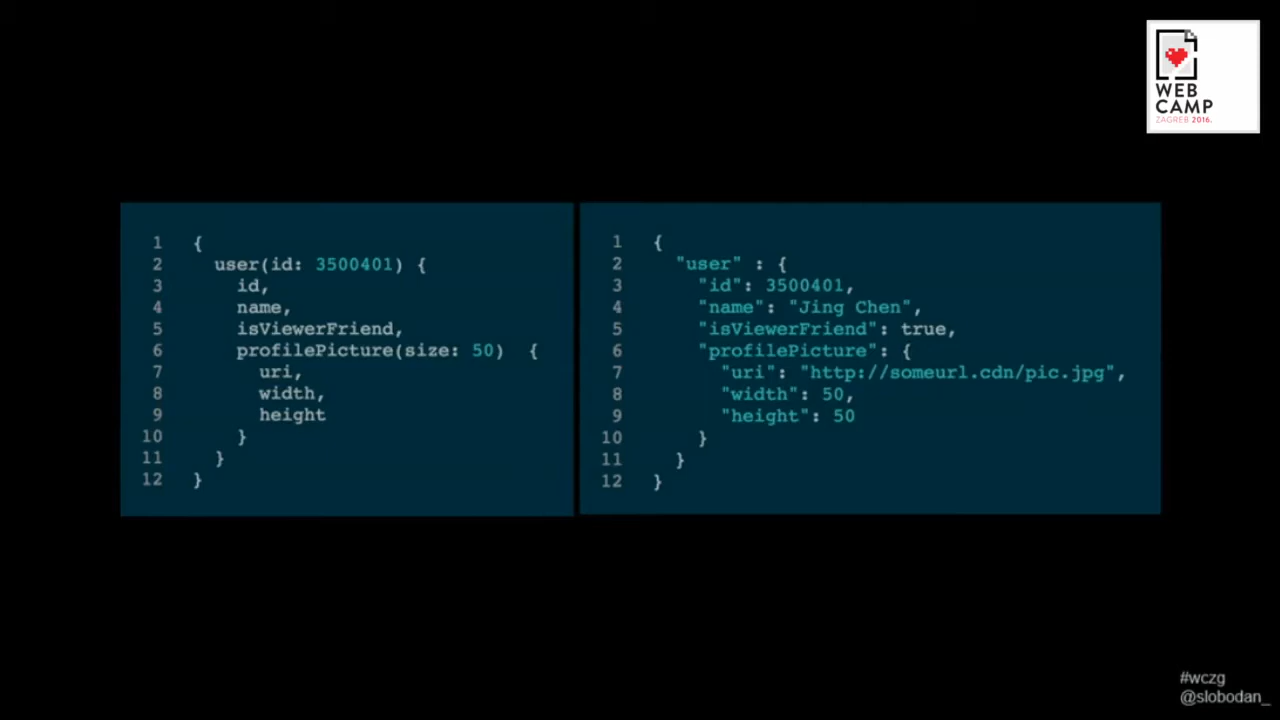 WEB
CAMP
ZAGREB 2016.
1 {
2 user(id: 3500401) {
3 id,
4 name,
5 isViewerFriend,
6 profilePicture(size: 50) {
7 uri,
8 width,
9 height
10 }
11 }
12 }
1 {
2 "user" : {
3 "id": 3500401,
4 "name": "Jing Chen",
5 "isViewerFriend": true,
6 "profilePicture": {
7 "uri": "http://someurl.cdn/pic.jpg",
8 "width": 50,
9 "height": 50
10 }
11 }
12 }
#wczg
@slobodan_